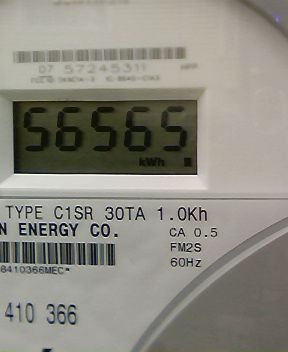 07 57245311
56565
kWh
TYPE C1SR 30TA 1.0Kh
N ENERGY CO.
CA 0.5
FM2S
60Hz
8410366MEC*
410 366